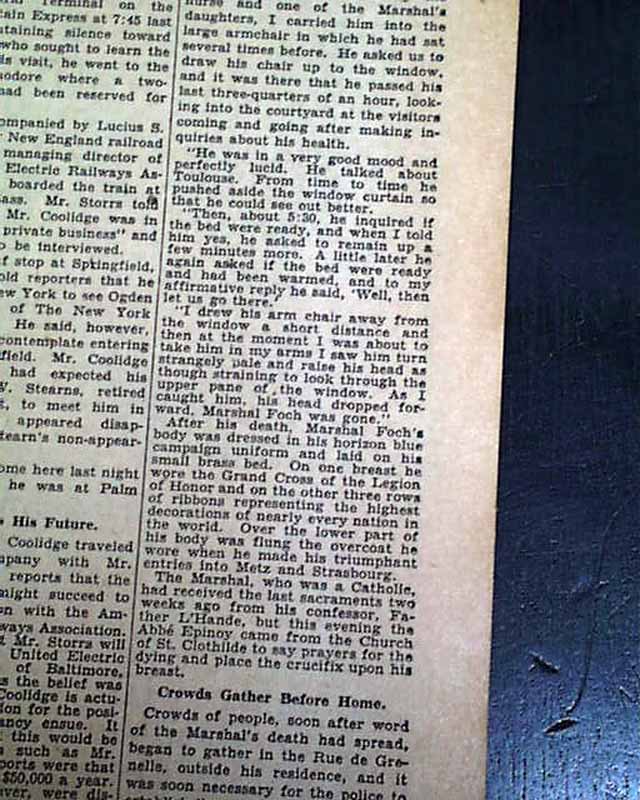 Terminal on the
Express at 7:45 last
taining silence toward
who sought to learn the
is visit, he went to the
modore where a two-
had been reserved for
ompanied by Lucius S.
New England railroad
managing director of
Electric Railways As-
boarded the train at
ass. Mr. Storrs told
Mr. Coolidge was in
private business" and
o be interviewed.
f stop at Springfield,
old reporters that he
ew York to see Ogden
of The New York
He said, however,
contemplate entering
field. Mr. Coolidge
had expected his
W. Stearns, retired
t, to meet him in
appeared disap-
tearn's non-appear-
ome here last night
he was at Palm
His Future.
Coolidge traveled
mpany with Mr.
reports that the
might succeed to
on with the Am-
ways Association.
Mr. Storrs will
United Electric
of Baltimore,
s the belief was
Coolidge is actu-
ion for the posi-
ancy ensue. It
this would be
such as Mr.
ports were that
$50,000 a year.
ver, were dis-
nurse and one of the Marshal's
daughters, I carried him into the
large armchair in which he had sat
several times before. He asked us to
draw his chair up to the window,
and it was there that he passed his
last three-quarters of an hour, look-
ing into the courtyard at the visitors
coming and going after making in-
quiries about his health.
"He was in a very good mood and
perfectly lucid. He talked about
Toulouse. From time to time he
pushed aside the window curtain so
that he could see out better.
"Then, about 5:30, he inquired if
the bed were ready, and when I told
him yes, he asked to remain up a
few minutes more. A little later he
again asked if the bed were ready
and had been warmed, and to my
affirmative reply he said, 'Well, then
let us go there.'
"I drew his arm chair away from
the window a short distance and
then at the moment I was about to
take him in my arms I saw him turn
strangely pale and raise his head as
though straining to look through the
upper pane of the window. As I
caught him, his head dropped for-
ward. Marshal Foch was gone."
After his death, Marshal Foch's
body was dressed in his horizon blue
campaign uniform and laid on his
small brass bed. On one breast he
wore the Grand Cross of the Legion
of Honor and on the other three rows
of ribbons representing the highest
decorations of nearly every nation in
the world. Over the lower part of
his body was flung the overcoat he
wore when he made his triumphant
entries into Metz and Strasbourg.
The Marshal, who was a Catholic,
had received the last sacraments two
weeks ago from his confessor, Fa-
ther L'Hande, but this evening the
Abbé Epinoy came from the Church
of St. Clothilde to say prayers for the
dying and place the crucifix upon his
breast.
Crowds Gather Before Home.
Crowds of people, soon after word
of the Marshal's death had spread,
began to gather in the Rue de Gre-
nelle, outside his residence, and it
was soon necessary for the police to